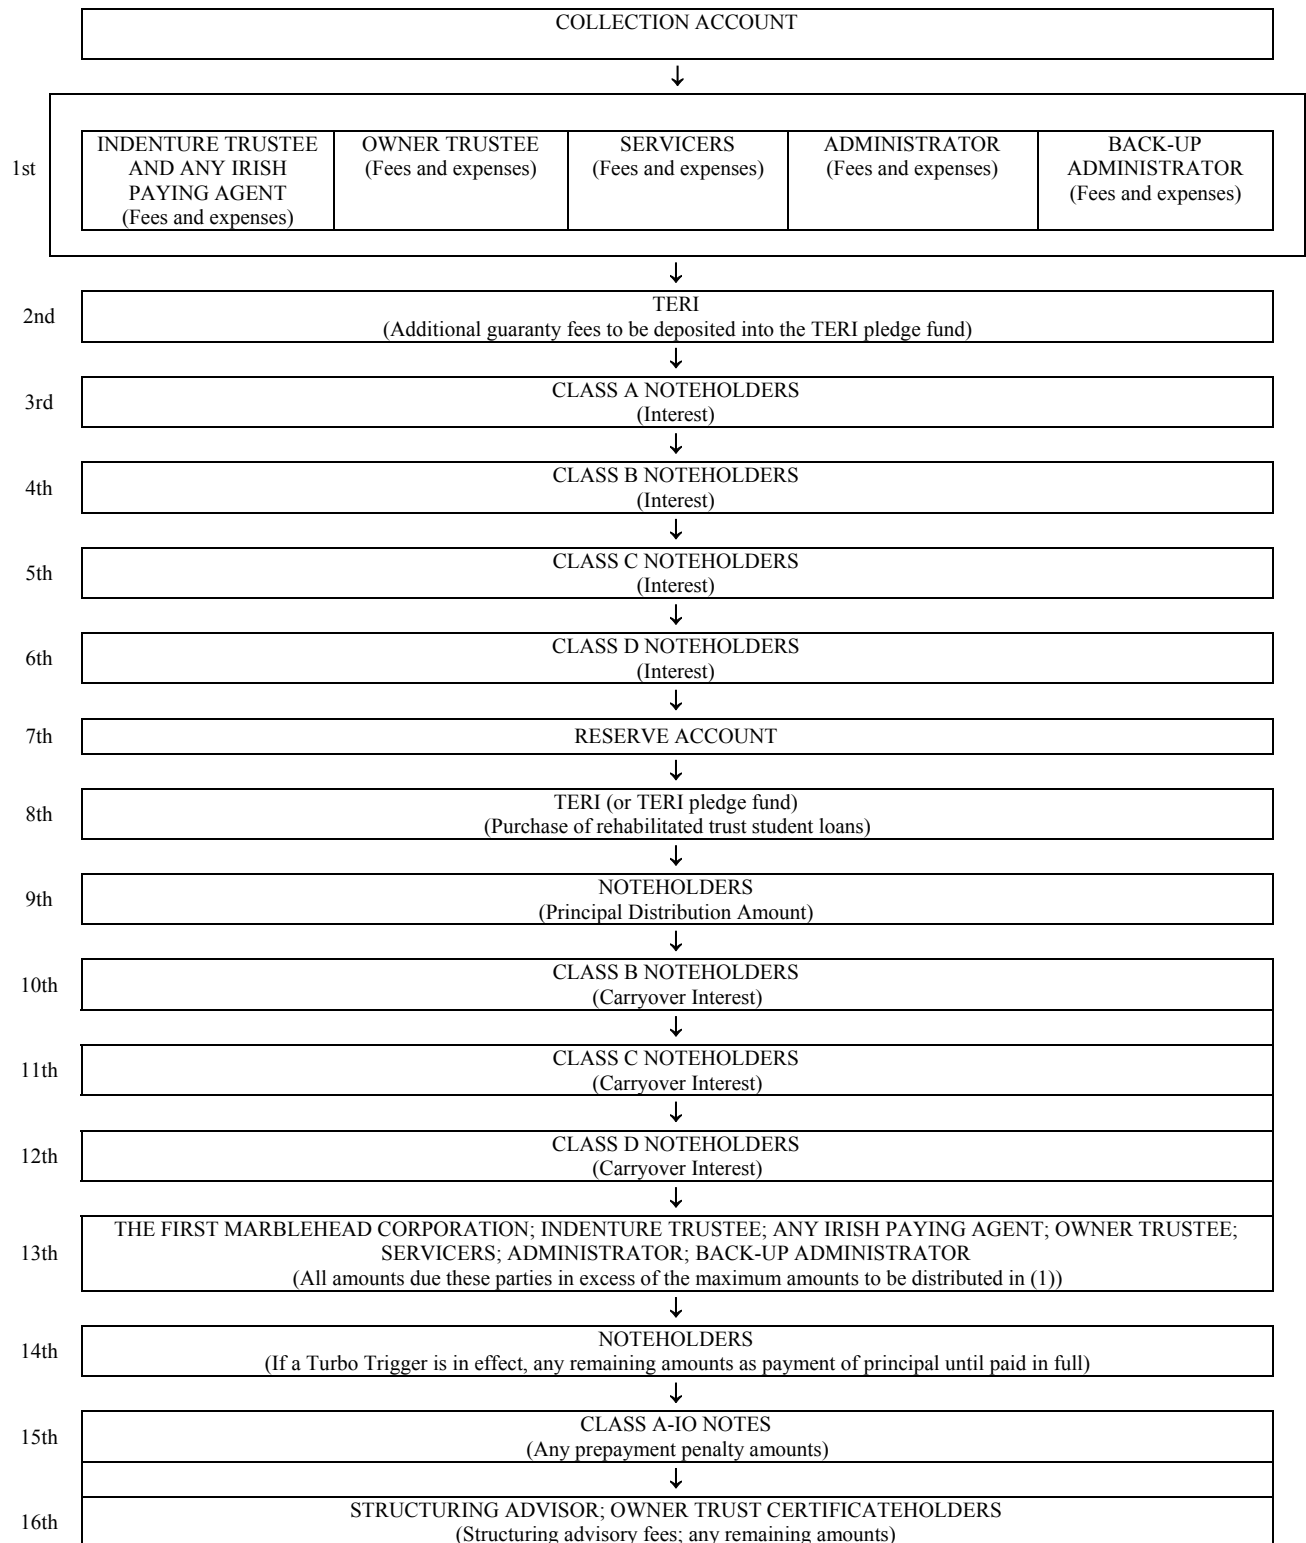 COLLECTION ACCOUNT
↓
1st
INDENTURE TRUSTEE
AND ANY IRISH
PAYING AGENT
(Fees and expenses)
OWNER TRUSTEE
(Fees and expenses)
SERVICERS
(Fees and expenses)
ADMINISTRATOR
(Fees and expenses)
BACK-UP
ADMINISTRATOR
(Fees and expenses)
↓
2nd
TERI
(Additional guaranty fees to be deposited into the TERI pledge fund)
↓
3rd
CLASS A NOTEHOLDERS
(Interest)
↓
4th
CLASS B NOTEHOLDERS
(Interest)
↓
5th
CLASS C NOTEHOLDERS
(Interest)
↓
6th
CLASS D NOTEHOLDERS
(Interest)
↓
7th
RESERVE ACCOUNT
↓
8th
TERI (or TERI pledge fund)
(Purchase of rehabilitated trust student loans)
↓
9th
NOTEHOLDERS
(Principal Distribution Amount)
↓
10th
CLASS B NOTEHOLDERS
(Carryover Interest)
↓
11th
CLASS C NOTEHOLDERS
(Carryover Interest)
↓
12th
CLASS D NOTEHOLDERS
(Carryover Interest)
↓
13th
THE FIRST MARBLEHEAD CORPORATION; INDENTURE TRUSTEE; ANY IRISH PAYING AGENT; OWNER TRUSTEE;
SERVICERS; ADMINISTRATOR; BACK-UP ADMINISTRATOR
(All amounts due these parties in excess of the maximum amounts to be distributed in (1))
↓
14th
NOTEHOLDERS
(If a Turbo Trigger is in effect, any remaining amounts as payment of principal until paid in full)
↓
15th
CLASS A-IO NOTES
(Any prepayment penalty amounts)
↓
16th
STRUCTURING ADVISOR; OWNER TRUST CERTIFICATEHOLDERS
(Structuring advisory fees; any remaining amounts)